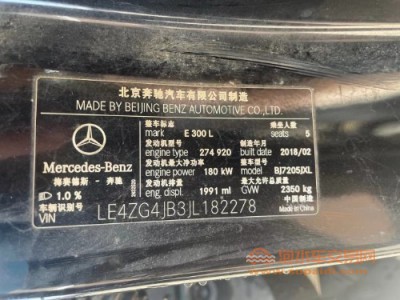 北京奔驰汽车有限公司制造
MADE BY BEIJING BENZ AUTOMOTIVE CO.,LTD.
整车标志 乘坐人数
mark E 300 L seats 5
发动机型号 制造年月
engine type 274 920 built date 2018/02
发动机最大净功率 整车型号
engine power 180 kW vehicle model BJ7205JXL
发动机排量 最大允许总质量
eng. displ. 1991 ml GVW 2350 kg
Mercedes-Benz
梅赛德斯 - 奔驰
1.0 %
车辆识别号
VIN LE4ZG4JB3JL182278
中国制造
Made in China